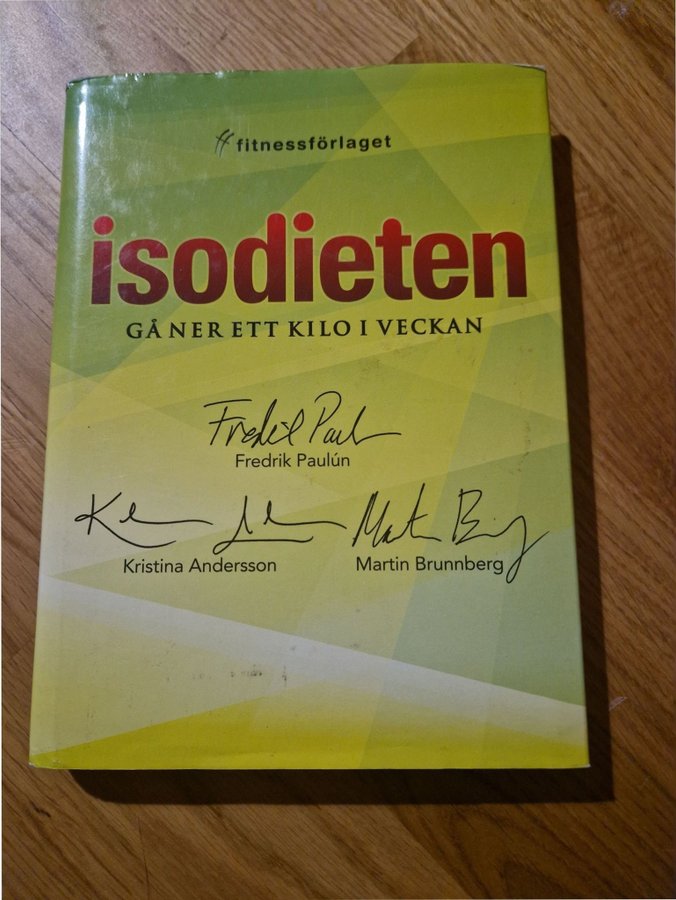 fitnessförlaget
isodieten
GÅ NER ETT KILO I VECKAN
Fredrik Paulún
Kristina Andersson
Martin Brunnberg